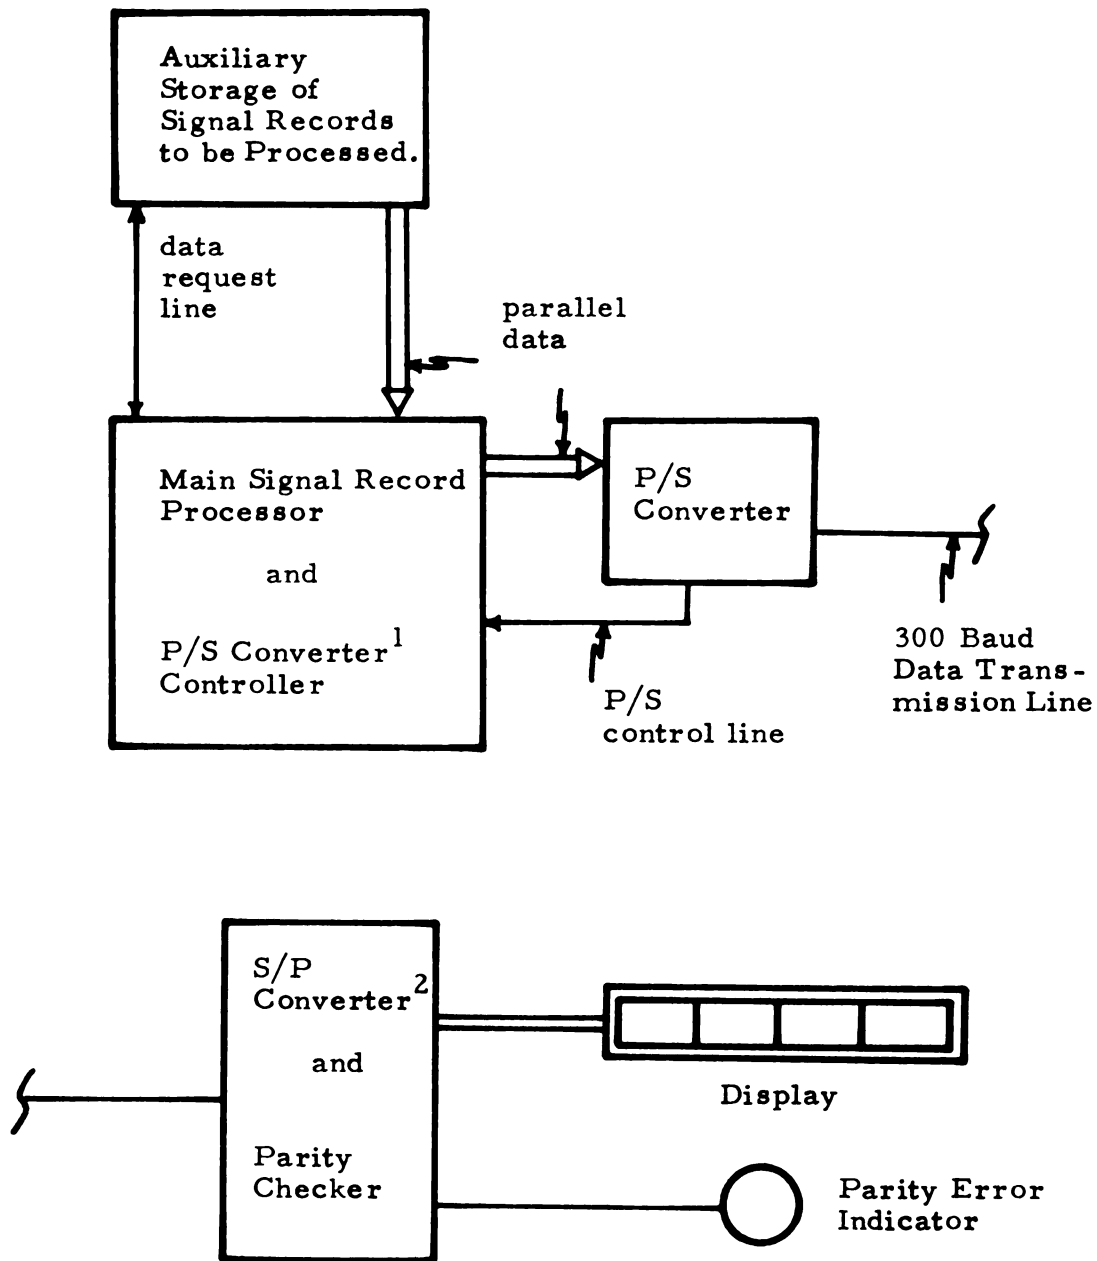 Auxiliary
Storage of
Signal Records
to be Processed.
data
request
line
parallel
data
Main Signal Record
Processor
and
P/S Converter¹
Controller
P/S
Converter
P/S
control line
300 Baud
Data Trans-
mission Line
S/P
Converter²
and
Parity
Checker
Display
Parity Error
Indicator